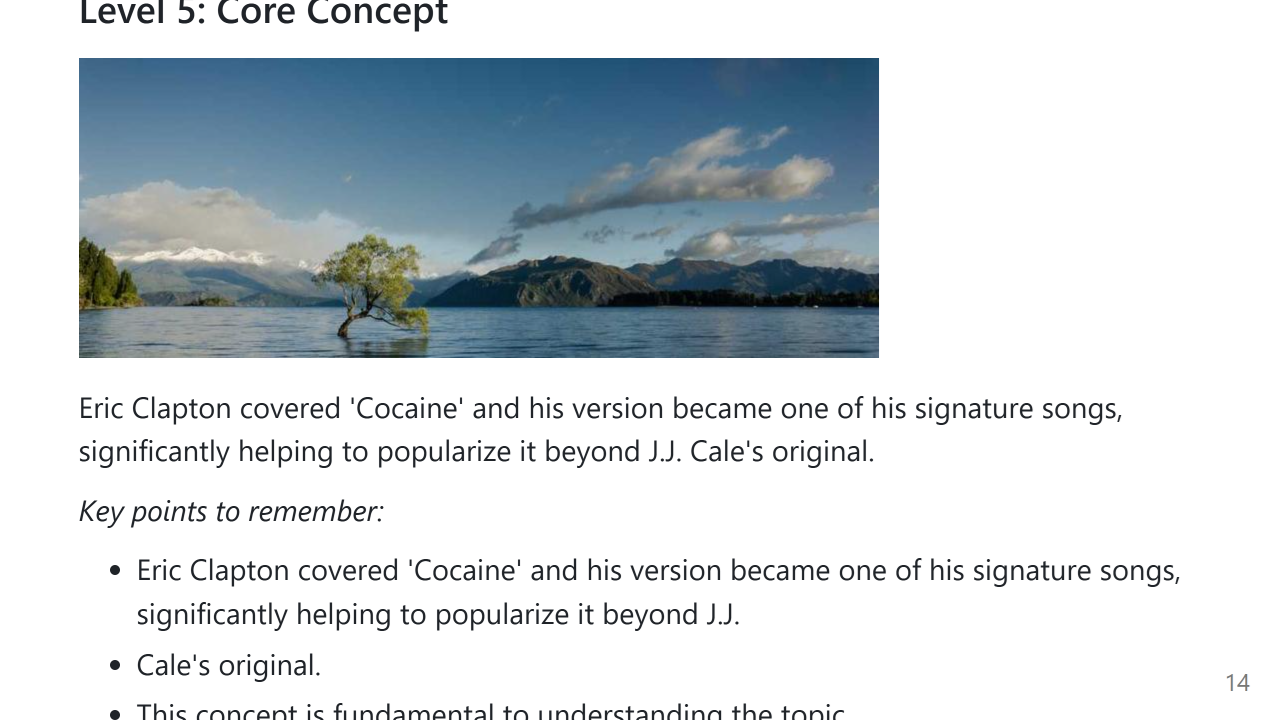 Level 5: Core Concept
Eric Clapton covered 'Cocaine' and his version became one of his signature songs,
significantly helping to popularize it beyond J.J. Cale's original.
Key points to remember:
• Eric Clapton covered 'Cocaine' and his version became one of his signature songs,
significantly helping to popularize it beyond J.J.
• Cale's original.
• This concept is fundamental to understanding the topic
14